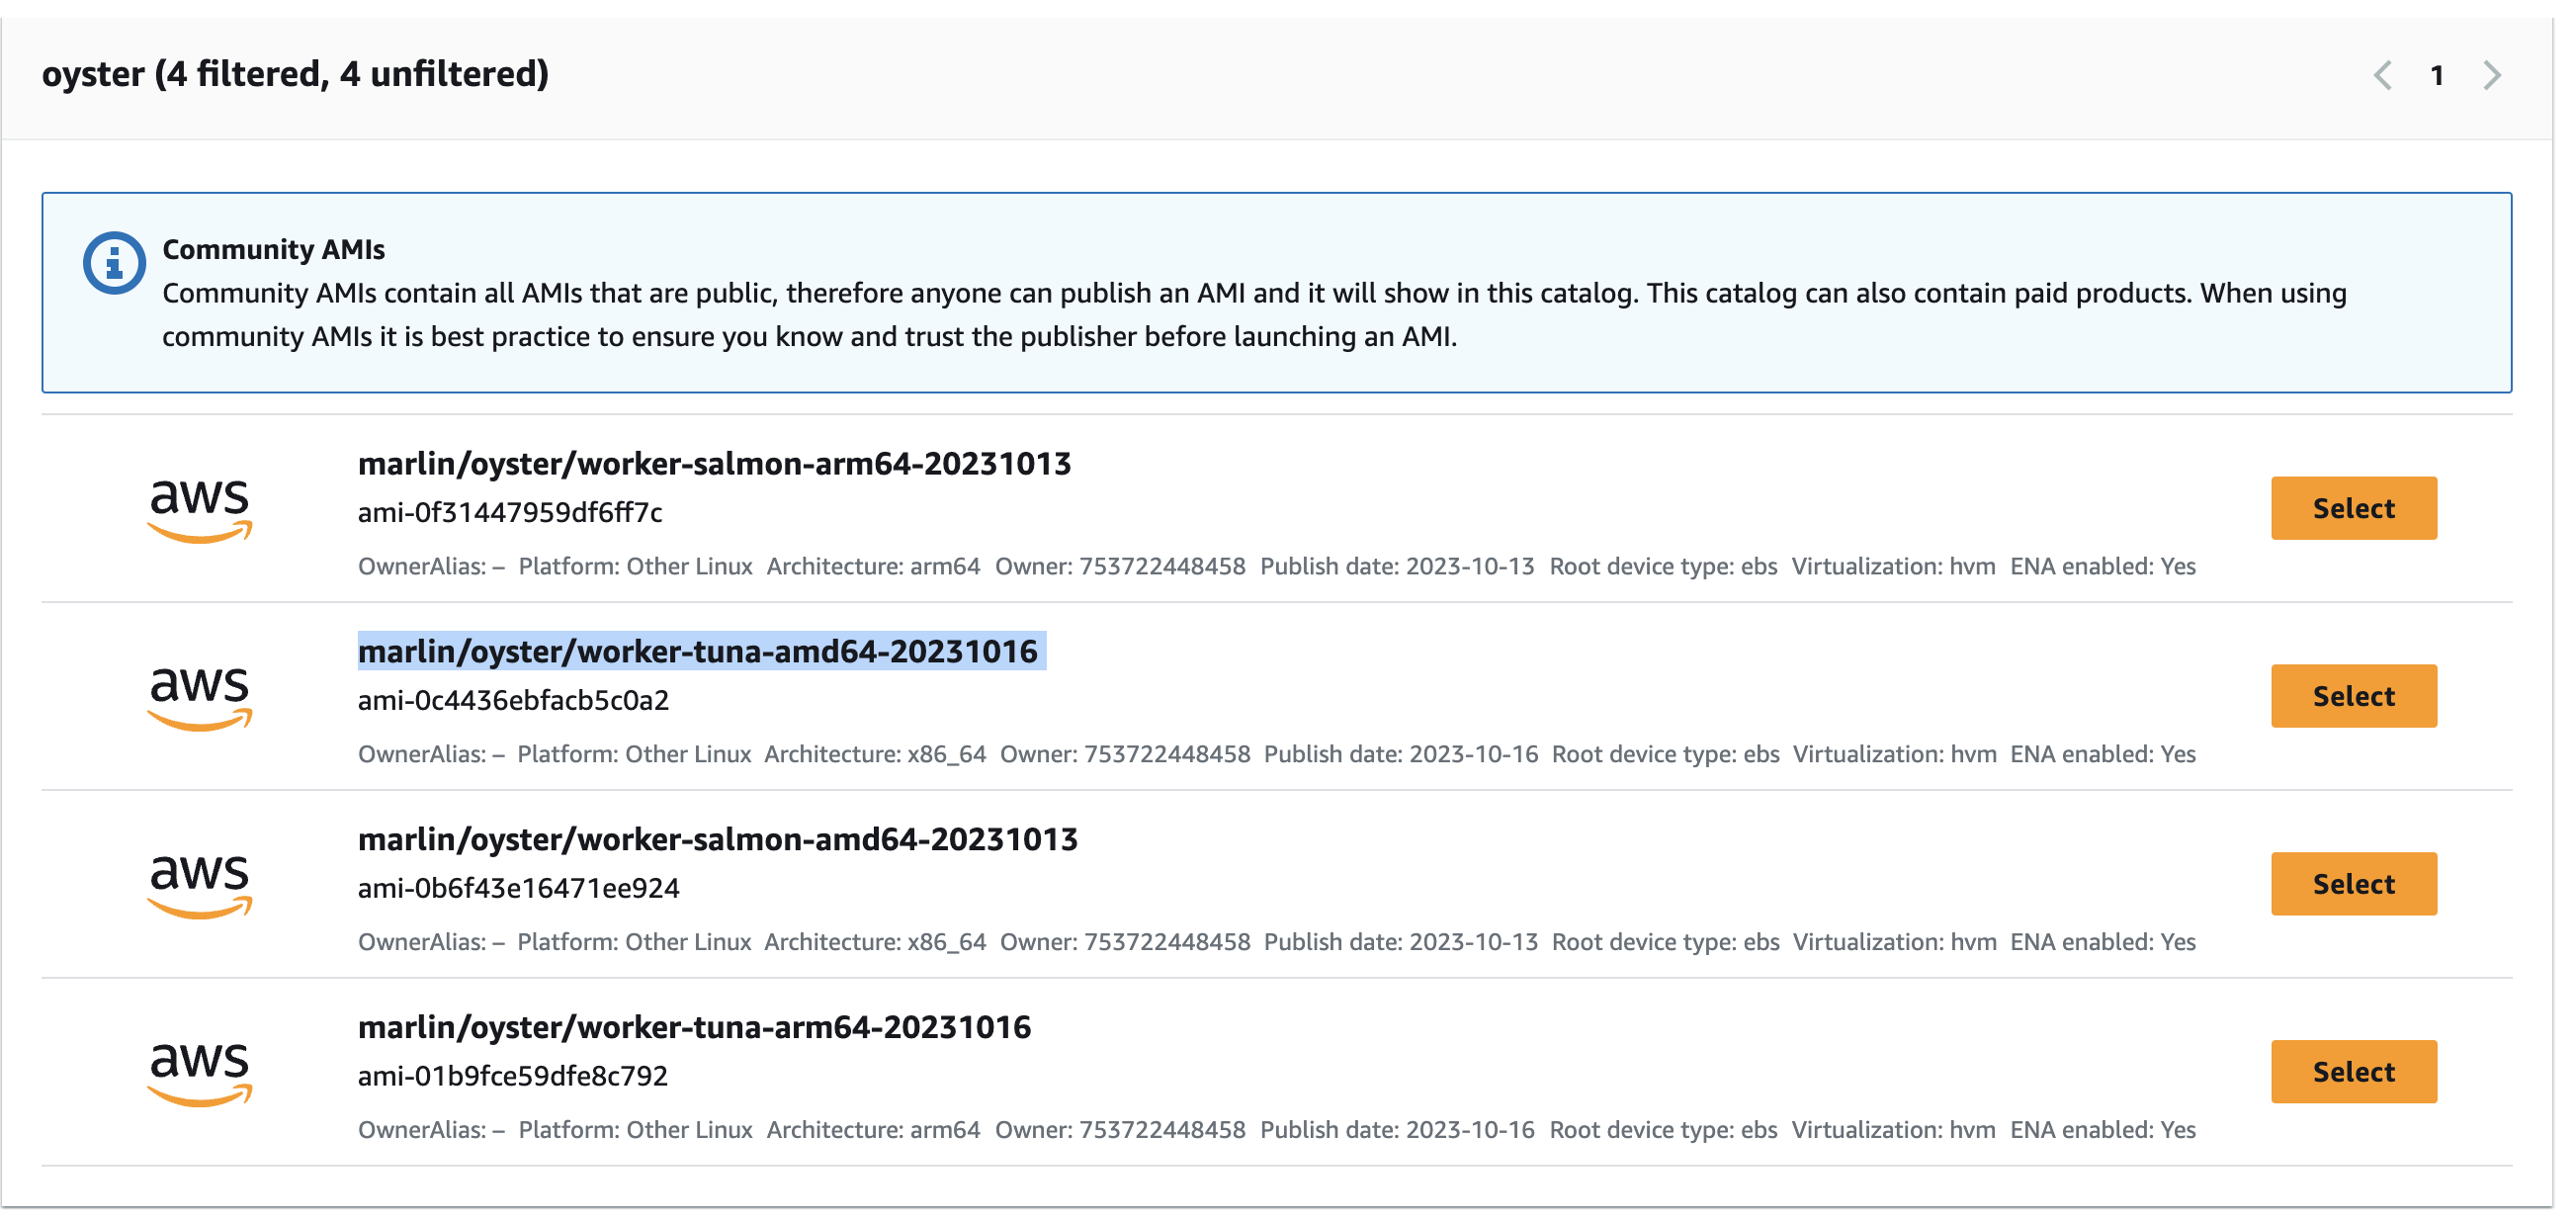 oyster (4 filtered, 4 unfiltered)
1
Community AMIs
Community AMIs contain all AMIs that are public, therefore anyone can publish an AMI and it will show in this catalog. This catalog can also contain paid products. When using
community AMIs it is best practice to ensure you know and trust the publisher before launching an AMI.
aws
marlin/oyster/worker-salmon-arm64-20231013
ami-0f31447959df6ff7c
OwnerAlias: – Platform: Other Linux Architecture: arm64 Owner: 753722448458 Publish date: 2023-10-13 Root device type: ebs Virtualization: hvm ENA enabled: Yes
Select
aws
marlin/oyster/worker-tuna-amd64-20231016
ami-0c4436ebfacb5c0a2
OwnerAlias: – Platform: Other Linux Architecture: x86_64 Owner: 753722448458 Publish date: 2023-10-16 Root device type: ebs Virtualization: hvm ENA enabled: Yes
Select
aws
marlin/oyster/worker-salmon-amd64-20231013
ami-0b6f43e16471ee924
OwnerAlias: – Platform: Other Linux Architecture: x86_64 Owner: 753722448458 Publish date: 2023-10-13 Root device type: ebs Virtualization: hvm ENA enabled: Yes
Select
aws
marlin/oyster/worker-tuna-arm64-20231016
ami-01b9fce59dfe8c792
OwnerAlias: – Platform: Other Linux Architecture: arm64 Owner: 753722448458 Publish date: 2023-10-16 Root device type: ebs Virtualization: hvm ENA enabled: Yes
Select